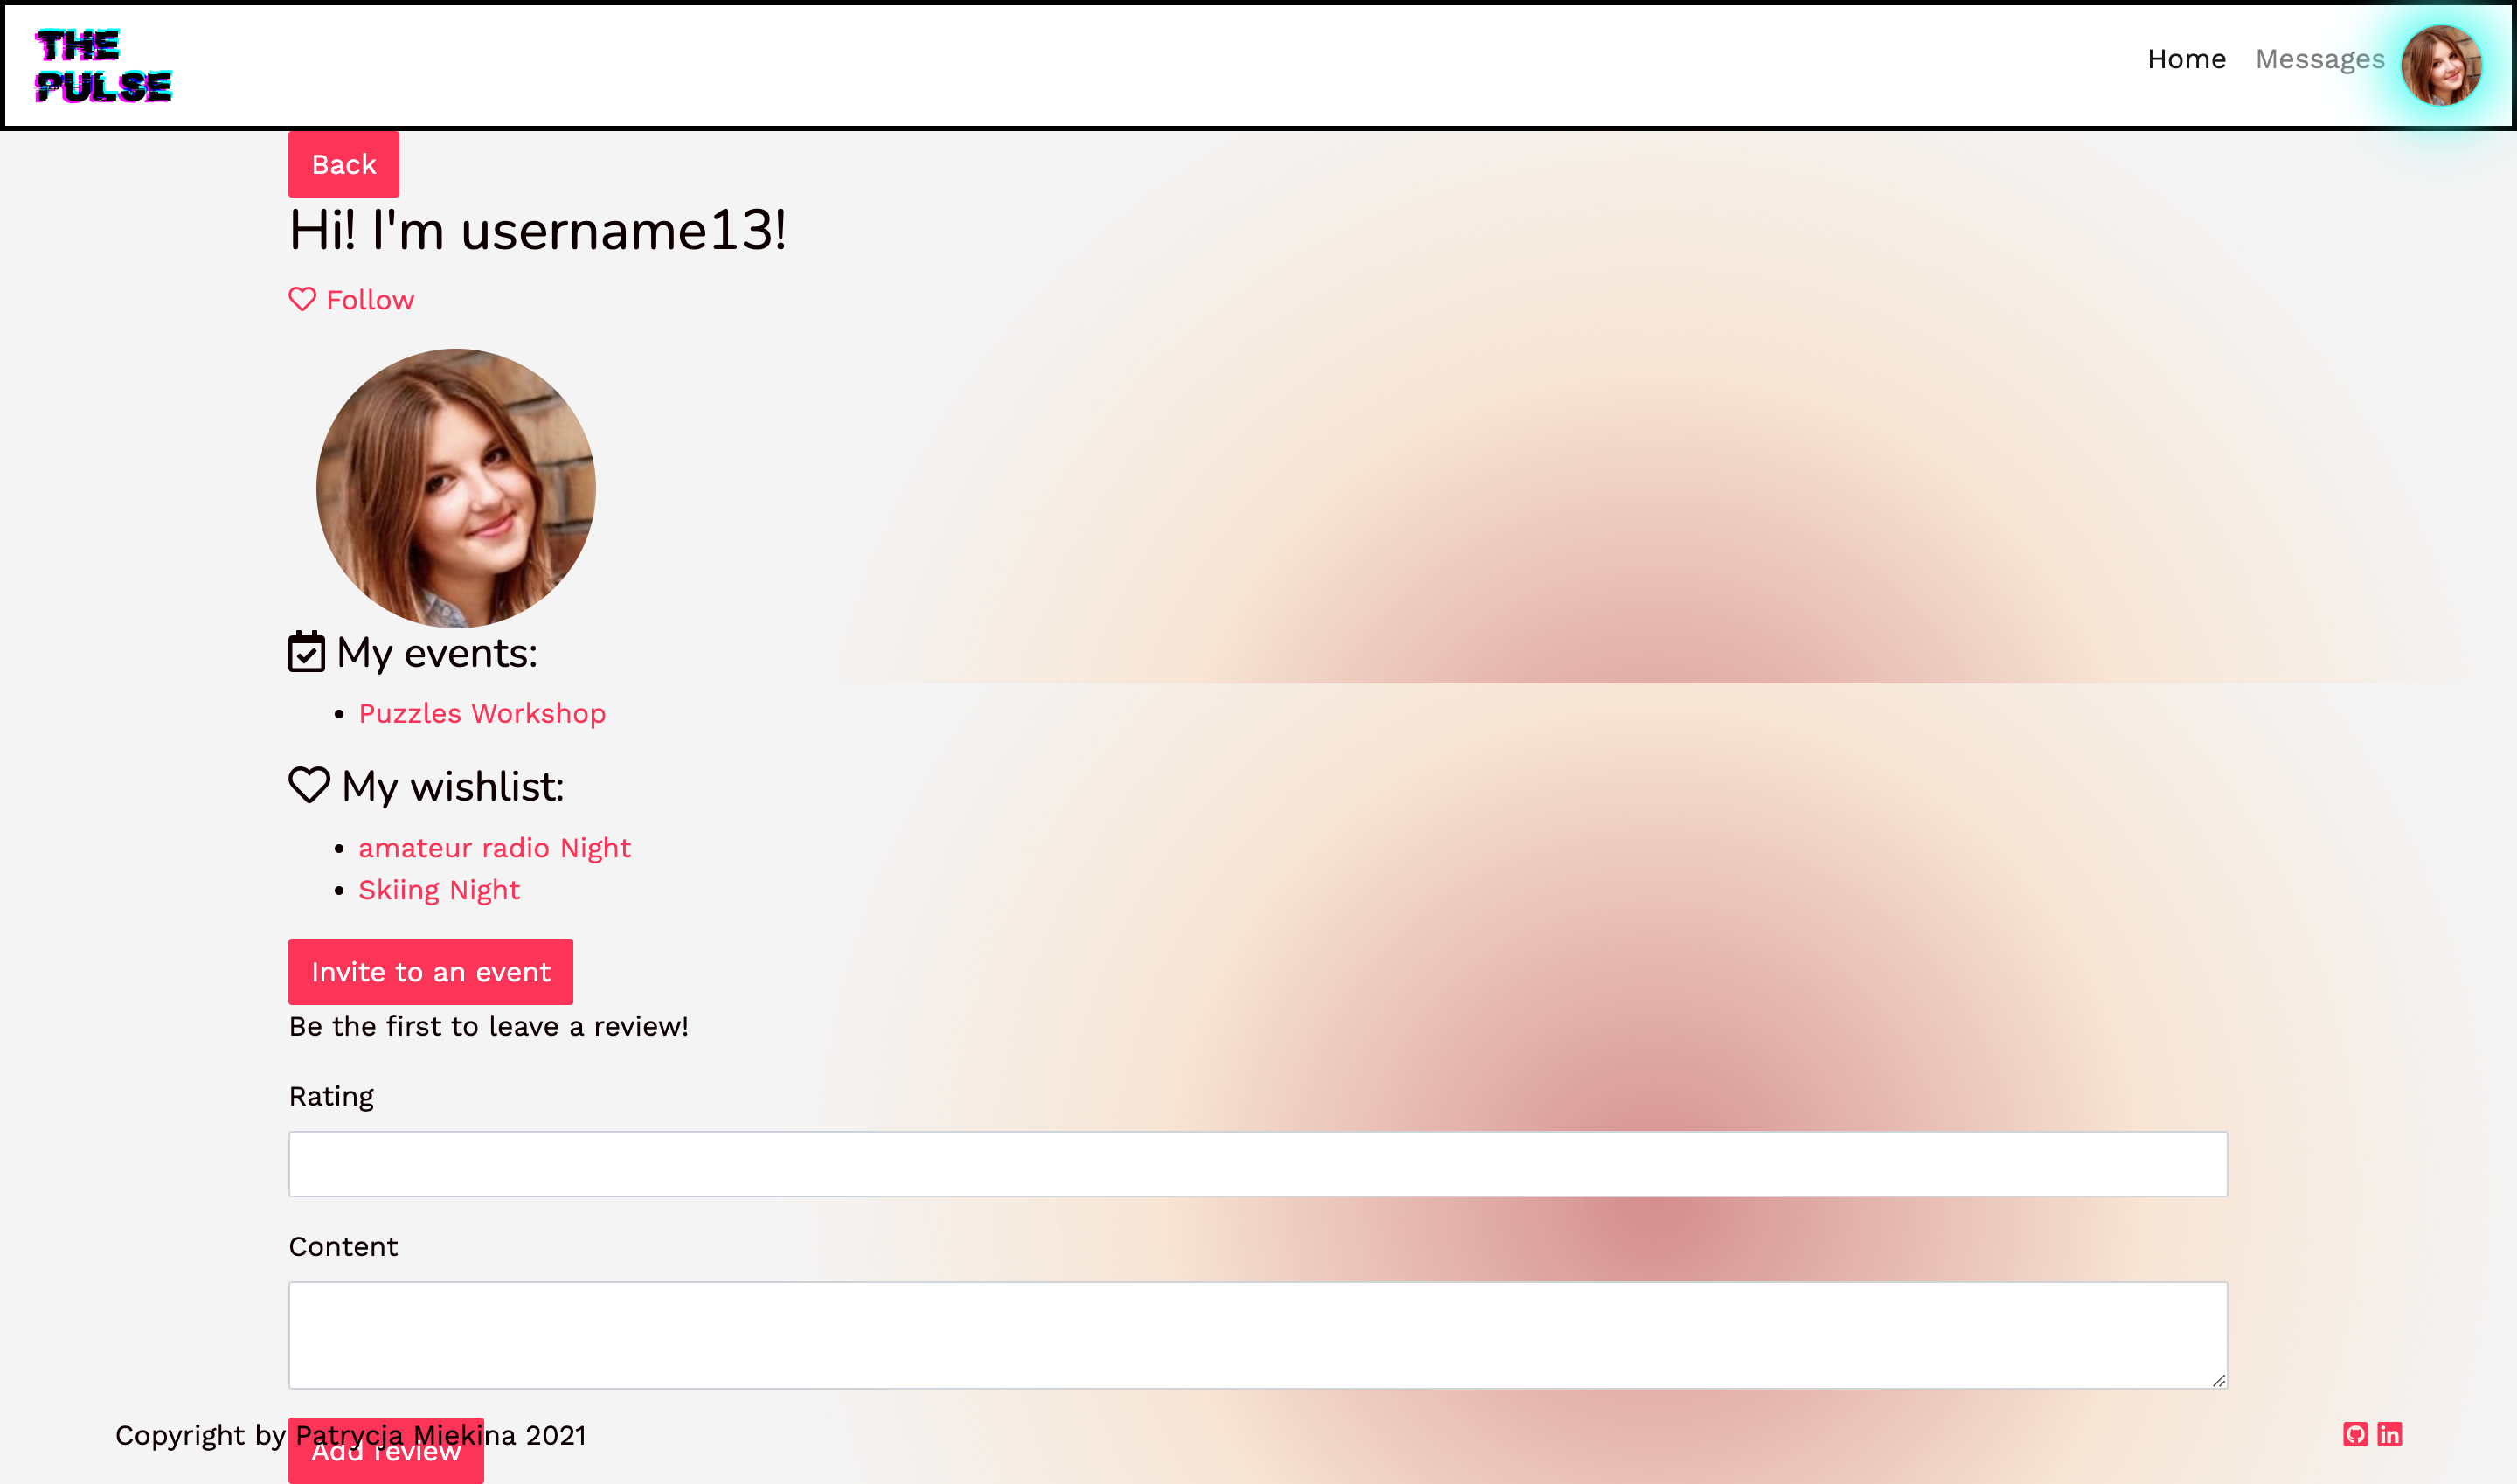 THE
PULSE
Home Messages
Back
Hi! I'm username13!
Follow
My events:
Puzzles Workshop
My wishlist:
amateur radio Night
Skiing Night
Invite to an event
Be the first to leave a review!
Rating
Content
Copyright by Patrycja Miekina 2021
Add review